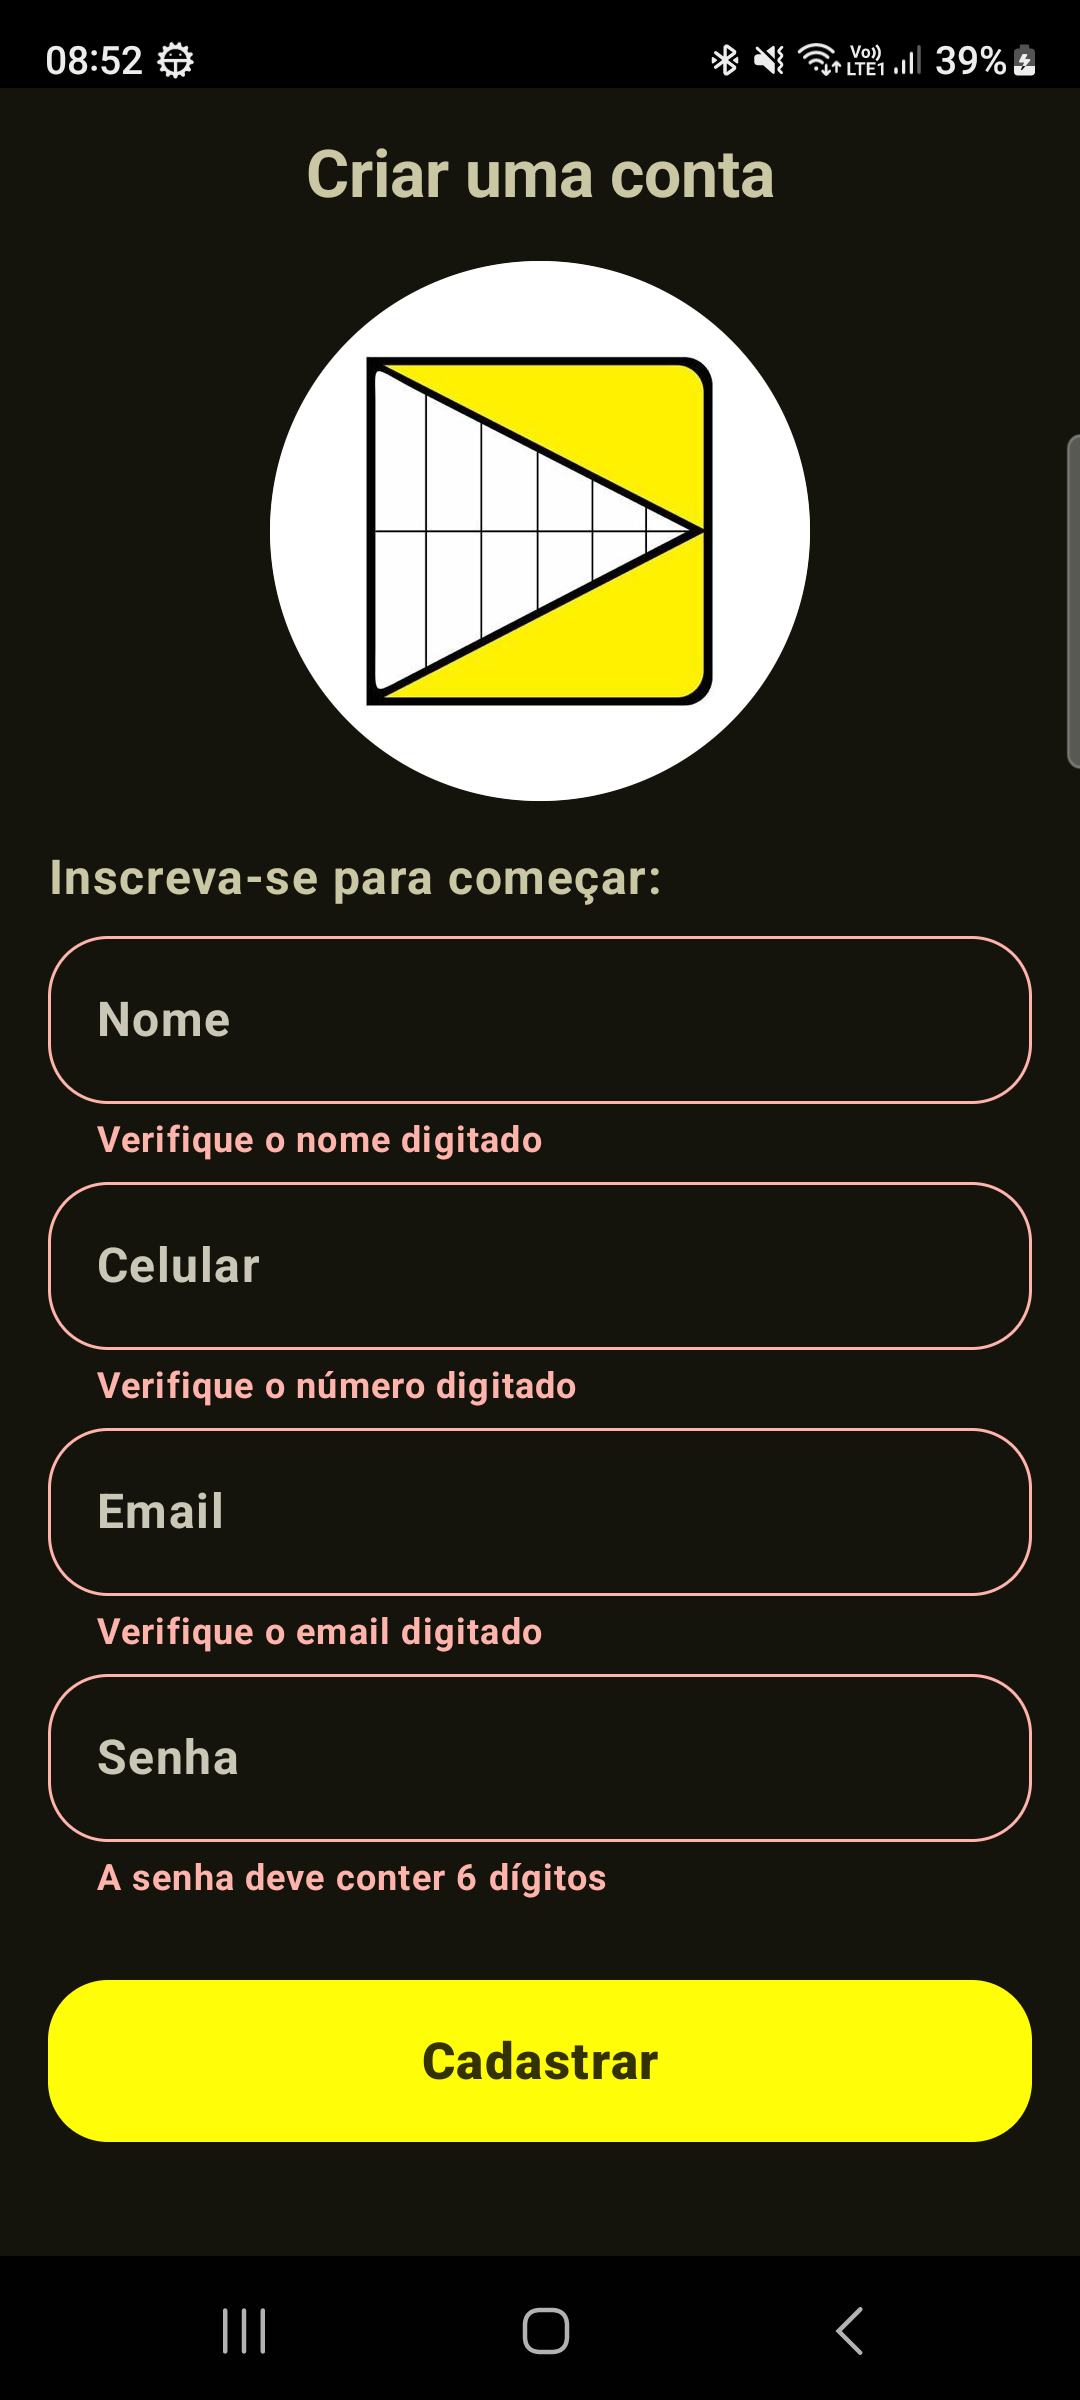 08:52
Vo)) LTE1 39%
Criar uma conta
Inscreva-se para começar:
Nome
Verifique o nome digitado
Celular
Verifique o número digitado
Email
Verifique o email digitado
Senha
A senha deve conter 6 dígitos
Cadastrar